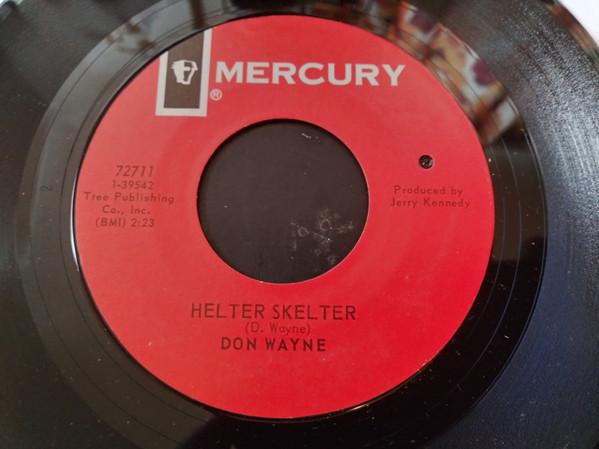 MERCURY
®
72711
1-39542
Tree Publishing
Co., Inc.
(BMI) 2:23
Produced by
Jerry Kennedy
HELTER SKELTER
(D. Wayne)
DON WAYNE